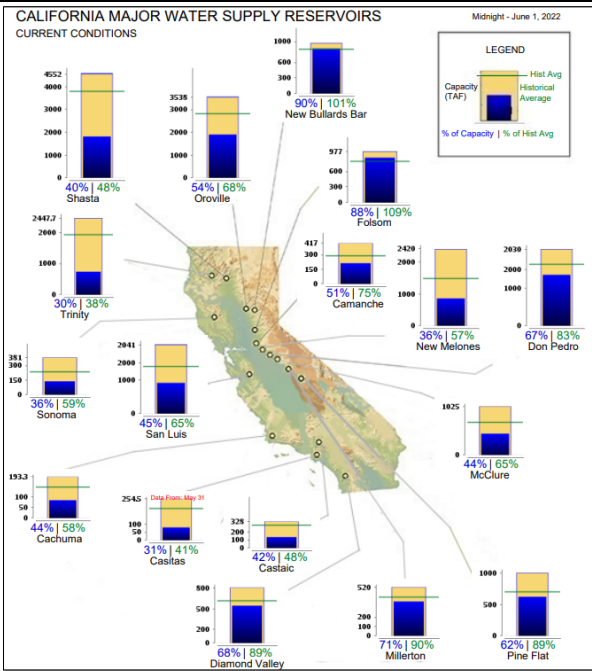 CALIFORNIA MAJOR WATER SUPPLY RESERVOIRS
Midnight - June 1, 2022
CURRENT CONDITIONS
LEGEND
Capacity
(TAF)
Hist Avg
Historical
Average
% of Capacity | % of Hist Avg
4552
4000
3000
2000
1000
0
40% | 48%
Shasta
3538
3000
2000
1000
0
54% | 68%
Oroville
1000
600
300
0
90% | 101%
New Bullards Bar
977
600
300
0
88% | 109%
Folsom
2447.7
2000
1000
0
30% | 38%
Trinity
417
300
150
0
51% | 75%
Camanche
2420
2000
1000
0
36% | 57%
New Melones
2030
2000
1000
0
67% | 83%
Don Pedro
381
300
150
0
36% | 59%
Sonoma
2041
2000
1000
0
45% | 65%
San Luis
1025
0
44% | 65%
McClure
193.3
100
50
0
44% | 58%
Cachuma
Data From: May 31
254.5
100
50
0
31% | 41%
Casitas
328
200
100
0
42% | 48%
Castaic
800
500
200
0
68% | 89%
Diamond Valley
520
200
100
0
71% | 90%
Millerton
1000
500
0
62% | 89%
Pine Flat